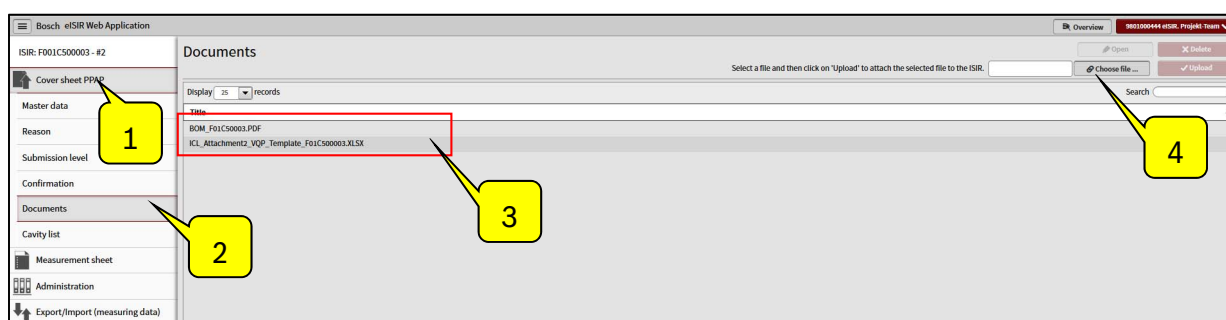 Bosch eISIR Web Application
Overview
9801000444 eISIR. Projekt-Team
ISIR: F001C500003 - #2
Documents
Open
Delete
Select a file and then click on 'Upload' to attach the selected file to the ISIR.
Choose file ...
Upload
Cover sheet PPAP
Display 25 records
Search
Master data
Title
Reason
BOM_F01C50003.PDF
ICL_Attachment2_VQP_Template_F01C500003.XLSX
Submission level
Confirmation
Documents
Cavity list
Measurement sheet
Administration
Export/Import (measuring data)
1
2
3
4